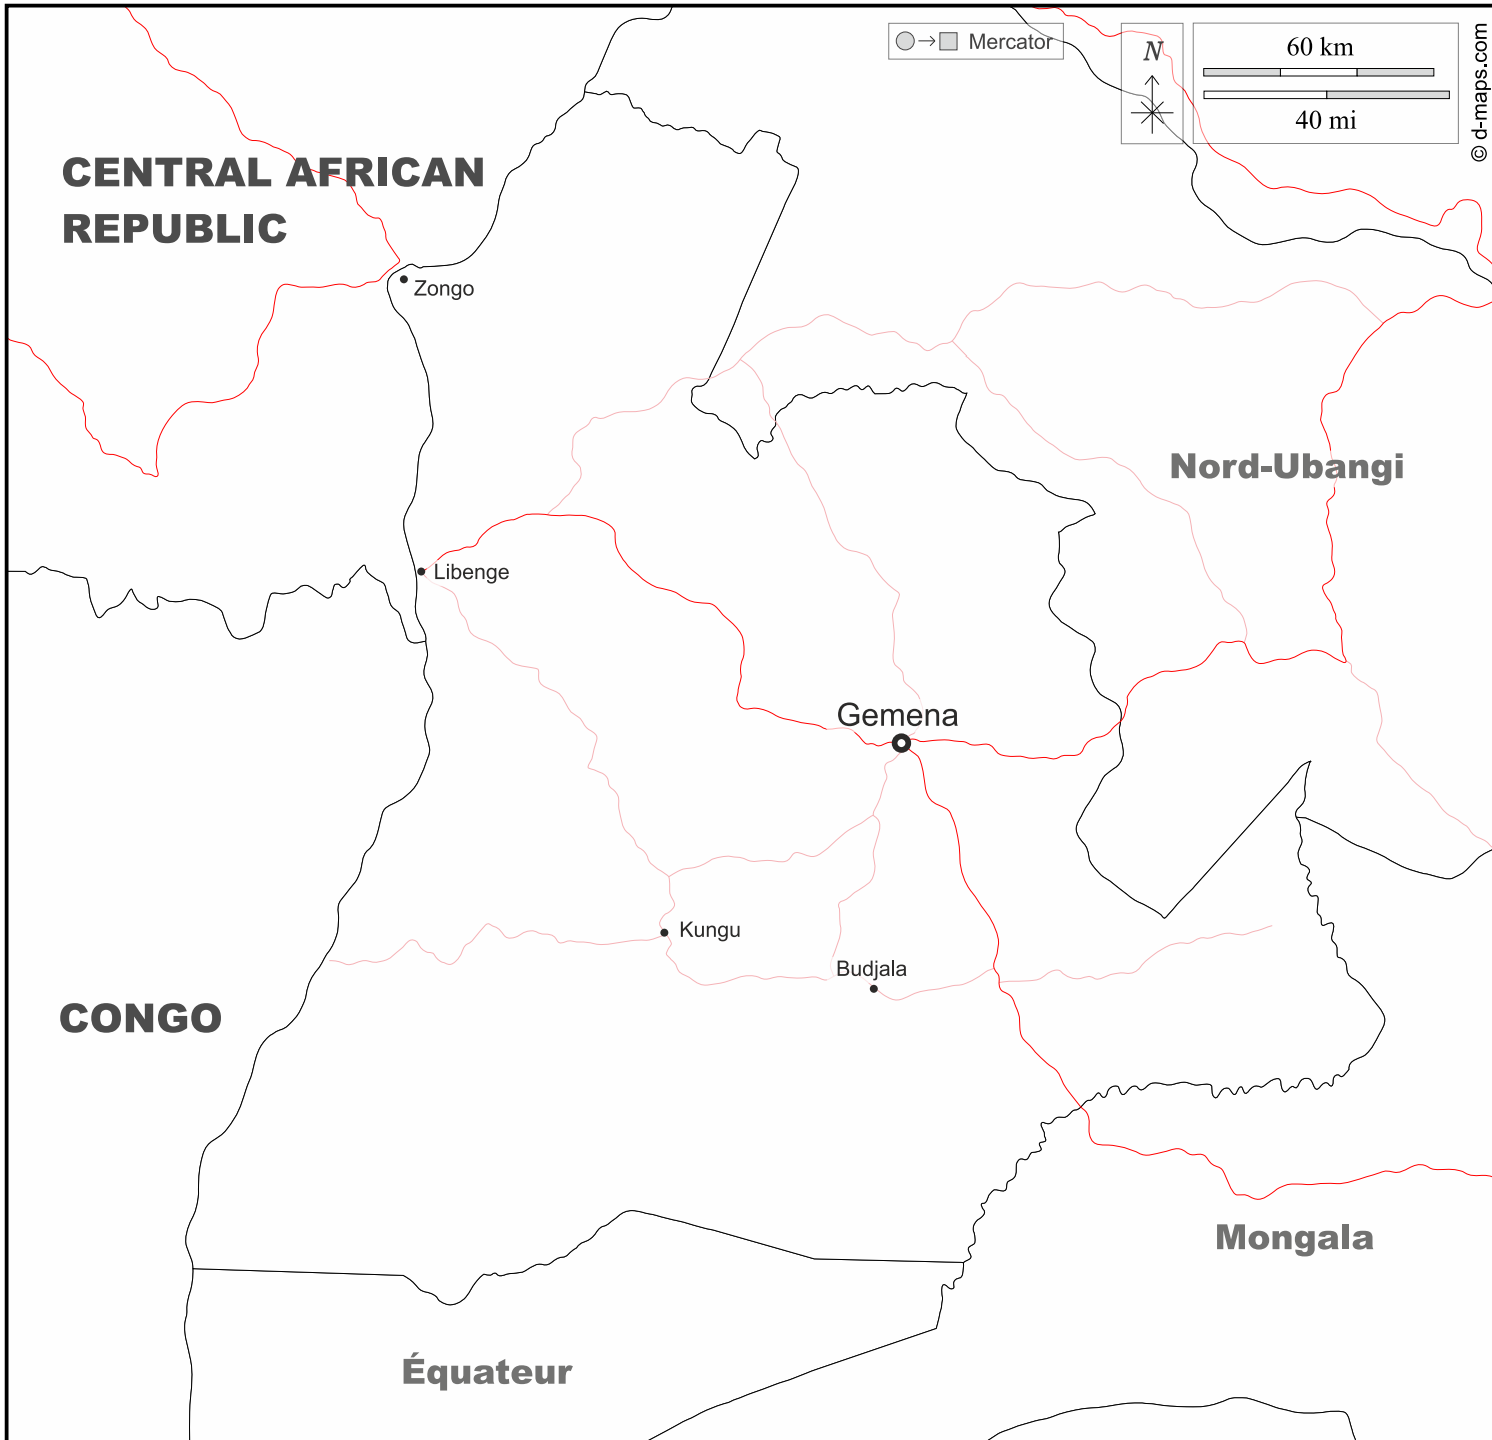 Mercator
N
60 km
40 mi
© d-maps.com
CENTRAL AFRICAN
REPUBLIC
Zongo
Nord-Ubangi
Libenge
Gemena
Kungu
Budjala
CONGO
Mongala
Équateur